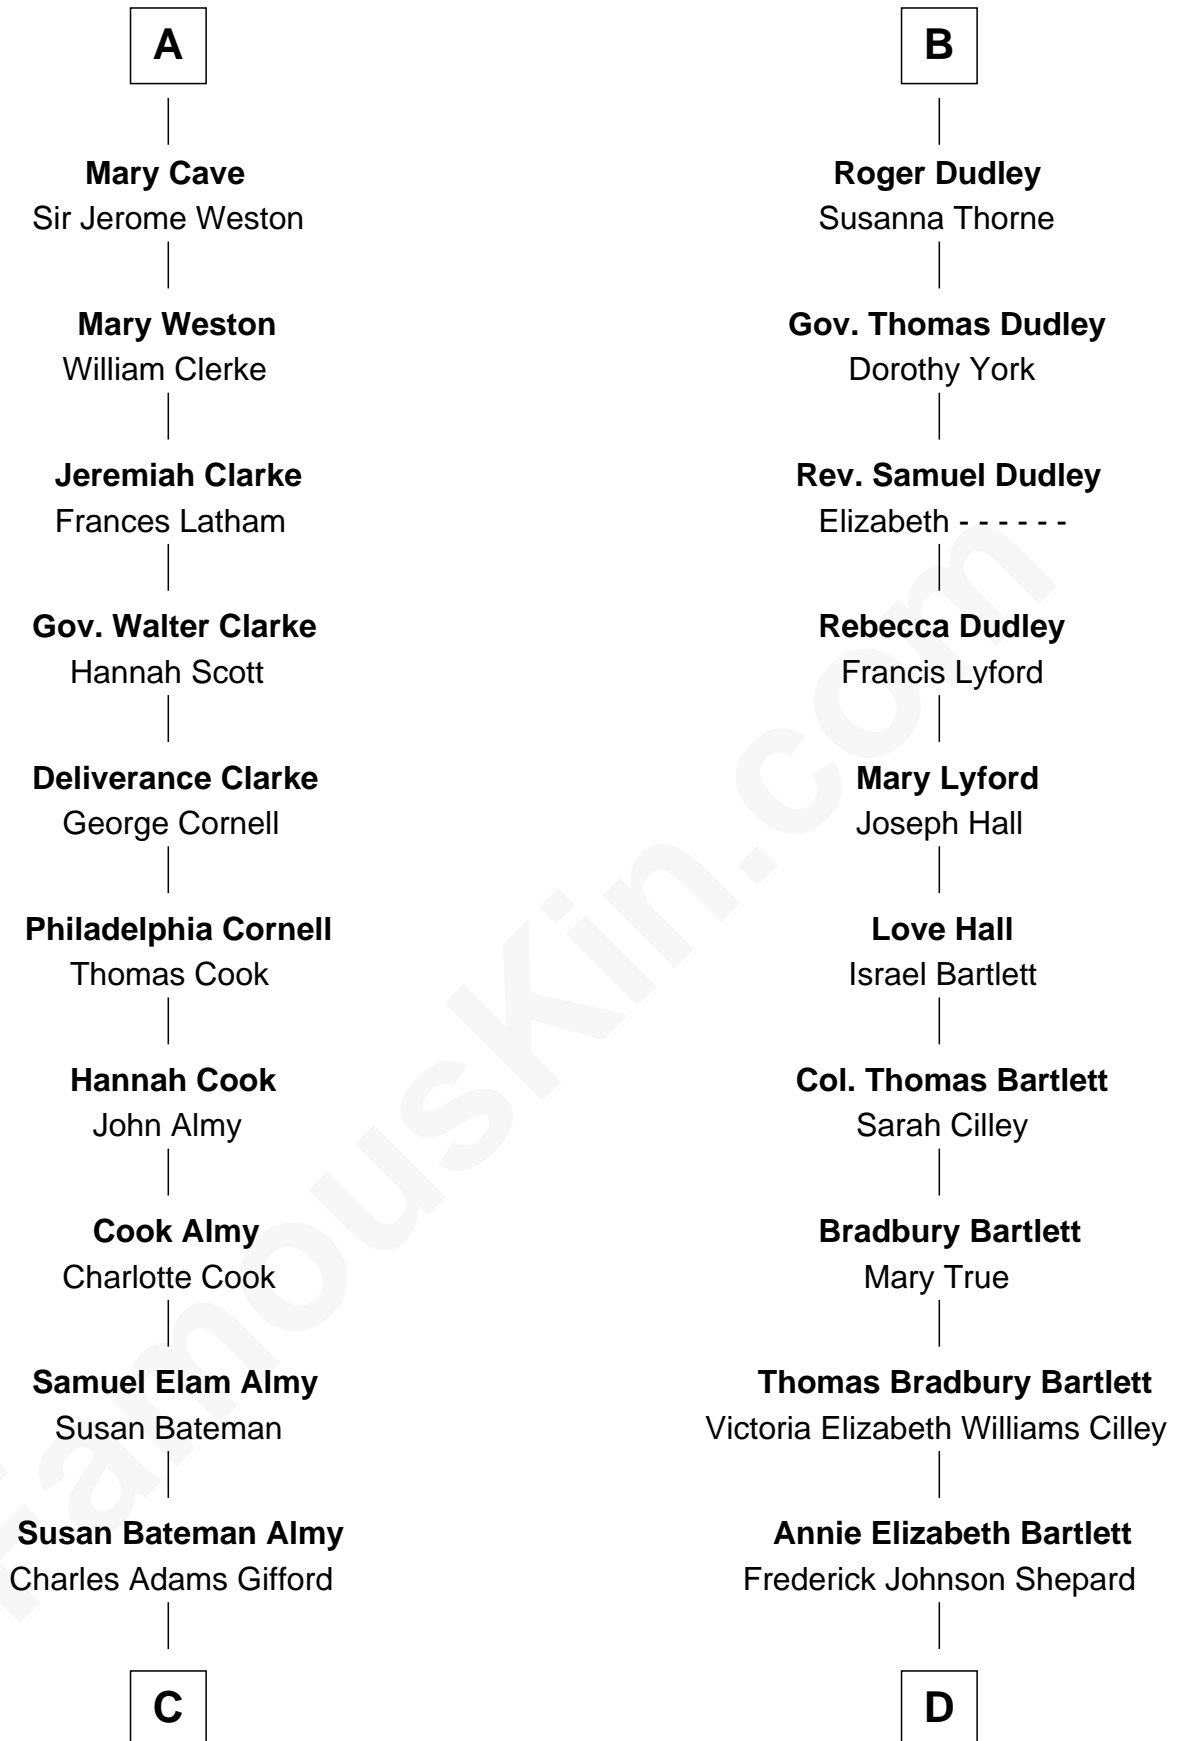 A
Mary Cave
Sir Jerome Weston
Mary Weston
William Clerke
Jeremiah Clarke
Frances Latham
Gov. Walter Clarke
Hannah Scott
Deliverance Clarke
George Cornell
Philadelphia Cornell
Thomas Cook
Hannah Cook
John Almy
Cook Almy
Charlotte Cook
Samuel Elam Almy
Susan Bateman
Susan Bateman Almy
Charles Adams Gifford
C
B
Roger Dudley
Susanna Thorne
Gov. Thomas Dudley
Dorothy York
Rev. Samuel Dudley
Elizabeth - - - - - -
Rebecca Dudley
Francis Lyford
Mary Lyford
Joseph Hall
Love Hall
Israel Bartlett
Col. Thomas Bartlett
Sarah Cilley
Bradbury Bartlett
Mary True
Thomas Bradbury Bartlett
Victoria Elizabeth Williams Cilley
Annie Elizabeth Bartlett
Frederick Johnson Shepard
D
FamousKin.com